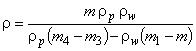 ρ = m ρ_p ρ_w / (ρ_p(m_4 − m_3) − ρ_w(m_1 − m))